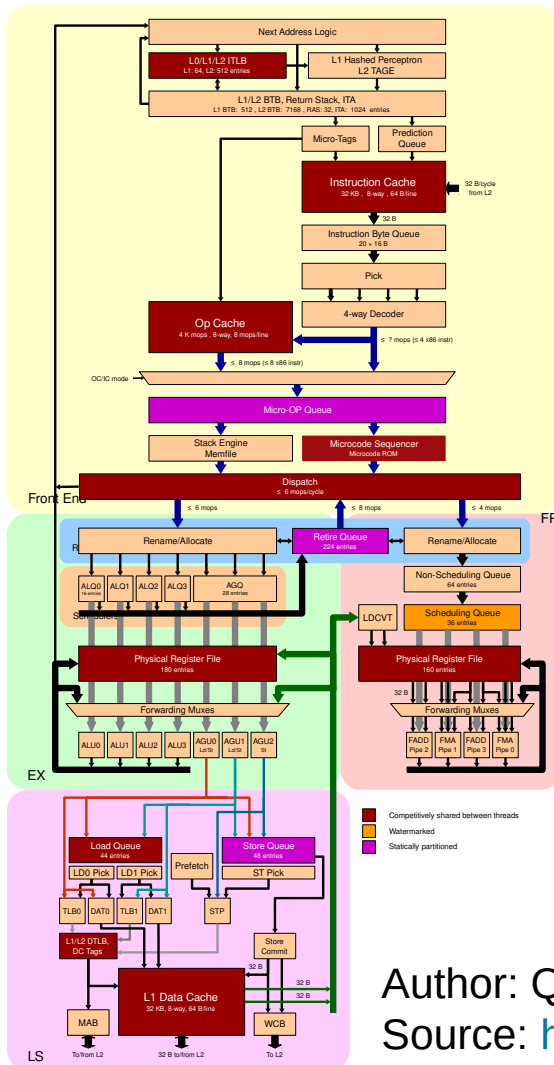 Next Address Logic
L0/L1/L2 ITLB
L1: 64, L2: 512 entries
L1 Hashed Perceptron
L2 TAGE
L1/L2 BTB, Return Stack, ITA
L1 BTB: 512 , L2 BTB: 7168 , RAS: 32, ITA: 1024 entries
Micro-Tags
Prediction
Queue
Instruction Cache
32 KB , 8-way , 64 B/line
32 B/cycle
from L2
32 B
Instruction Byte Queue
20 × 16 B
Pick
4-way Decoder
Op Cache
4 K mops , 8-way, 8 mops/line
≤ ? mops (≤ 4 x86 instr)
≤ 8 mops (≤ 8 x86 instr)
OC/IC mode
Micro-OP Queue
Stack Engine
Memfile
Microcode Sequencer
Microcode ROM
Dispatch
≤ 6 mops/cycle
Front End
≤ 6 mops
≤ 8 mops
≤ 4 mops
FP
Rename/Allocate
Retire Queue
224 entries
Rename/Allocate
R
ALQ0
16 entries
ALQ1
ALQ2
ALQ3
AGQ
28 entries
Schedulers
Non-Scheduling Queue
64 entries
LDCVT
Scheduling Queue
36 entries
Physical Register File
180 entries
Physical Register File
160 entries
32 B
Forwarding Muxes
Forwarding Muxes
ALU0
ALU1
ALU2
ALU3
AGU0
Ld/St
AGU1
Ld/St
AGU2
St
FADD
Pipe 2
FMA
Pipe 1
FADD
Pipe 3
FMA
Pipe 0
EX
Competitively shared between threads
Watermarked
Statically partitioned
Load Queue
44 entries
Store Queue
48 entries
LD0 Pick
LD1 Pick
Prefetch
ST Pick
TLB0
DAT0
TLB1
DAT1
STP
L1/L2 DTLB,
DC Tags
Store
Commit
32 B
L1 Data Cache
32 KB, 8-way, 64 B/line
32 B
32 B
MAB
WCB
To/from L2
32 B to/from L2
To L2
LS
Author: Q
Source: h